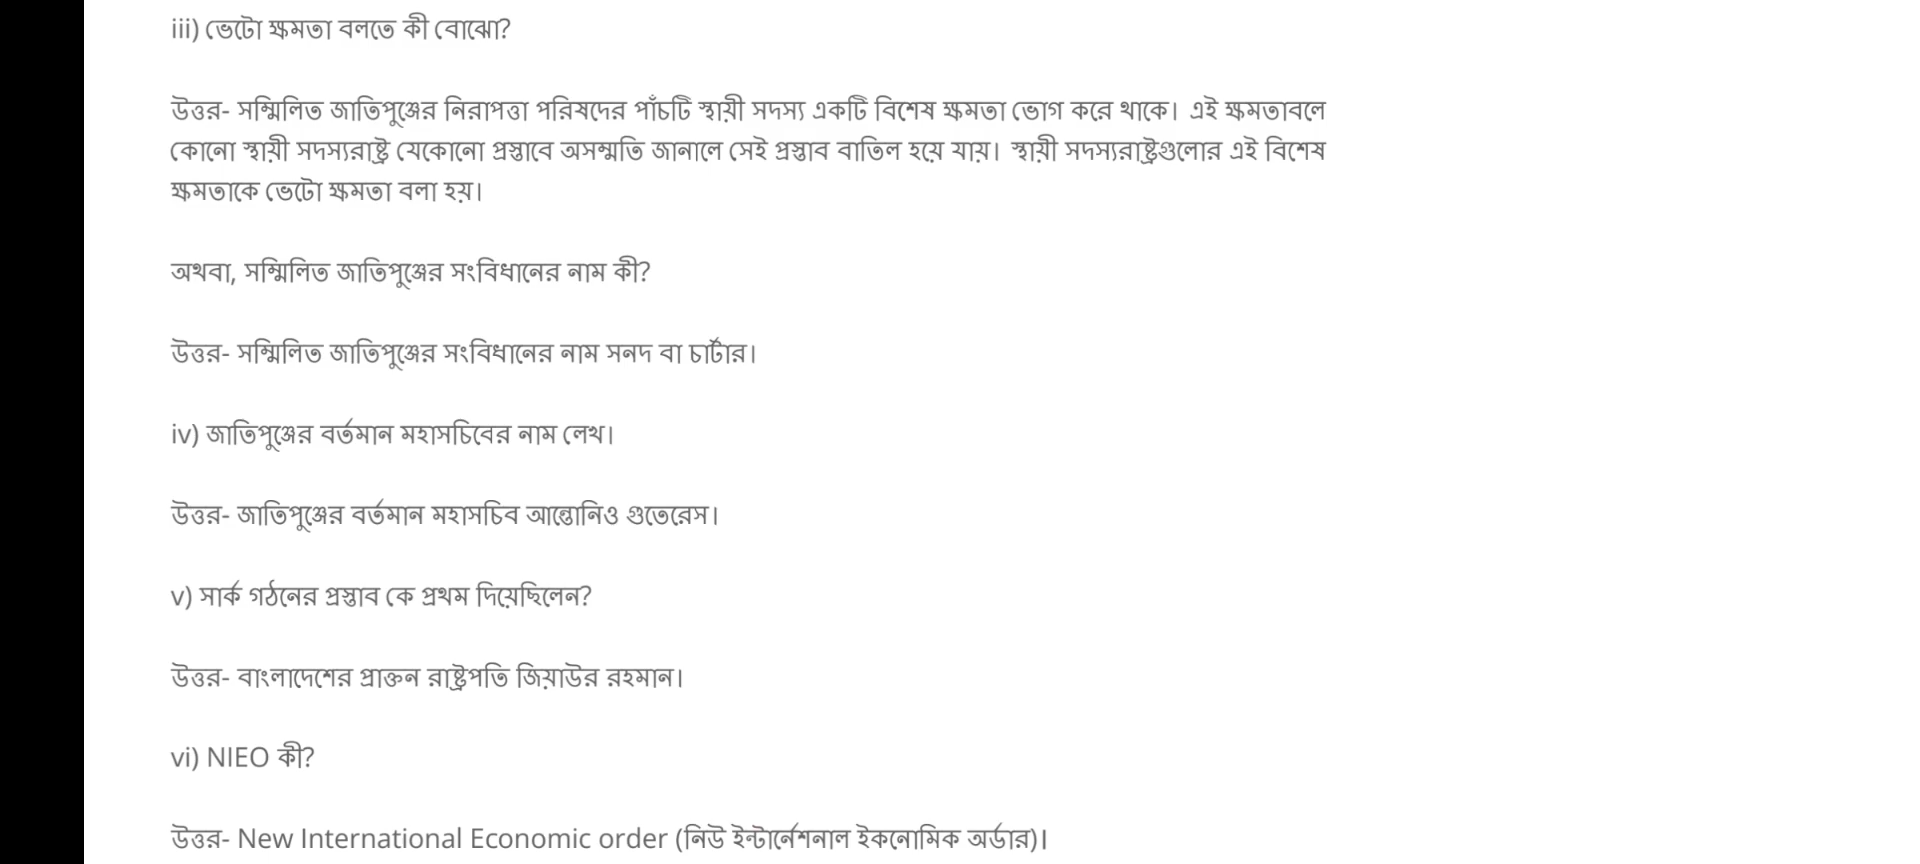 iii) ভেটো ক্ষমতা বলতে কী বোঝো?
উত্তর- সম্মিলিত জাতিপুঞ্জের নিরাপত্তা পরিষদের পাঁচটি স্থায়ী সদস্য একটি বিশেষ ক্ষমতা ভোগ করে থাকে। এই ক্ষমতাবলে
কোনো স্থায়ী সদস্যরাষ্ট্র যেকোনো প্রস্তাবে অসম্মতি জানালে সেই প্রস্তাব বাতিল হয়ে যায়। স্থায়ী সদস্যরাষ্ট্রগুলোর এই বিশেষ
ক্ষমতাকে ভেটো ক্ষমতা বলা হয়।
অথবা, সম্মিলিত জাতিপুঞ্জের সংবিধানের নাম কী?
উত্তর- সম্মিলিত জাতিপুঞ্জের সংবিধানের নাম সনদ বা চার্টার।
iv) জাতিপুঞ্জের বর্তমান মহাসচিবের নাম লেখ।
উত্তর- জাতিপুঞ্জের বর্তমান মহাসচিব আন্তোনিও গুতেরেস।
v) সার্ক গঠনের প্রস্তাব কে প্রথম দিয়েছিলেন?
উত্তর- বাংলাদেশের প্রাক্তন রাষ্ট্রপতি জিয়াউর রহমান।
vi) NIEO কী?
উত্তর- New International Economic order (নিউ ইন্টার্নেশনাল ইকনোমিক অর্ডার)।